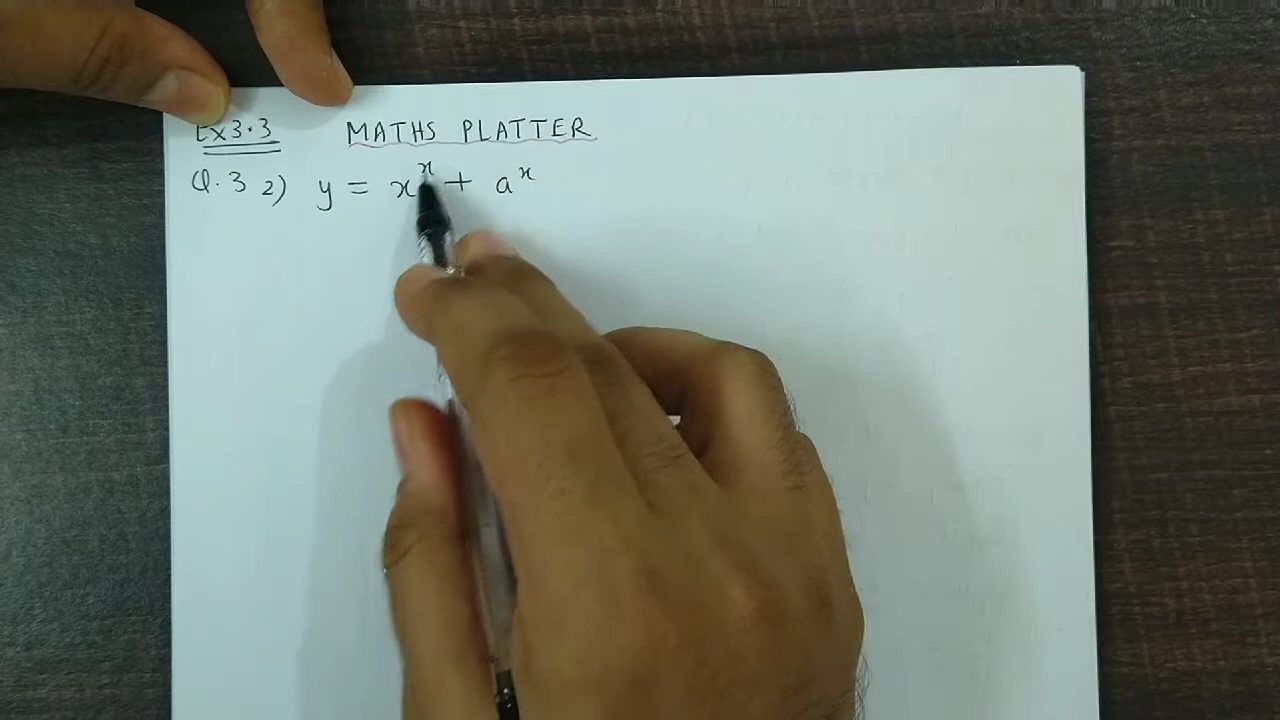 Ex3.3 MATHS PLATTER
Q.3 2) y = x^x + a^x